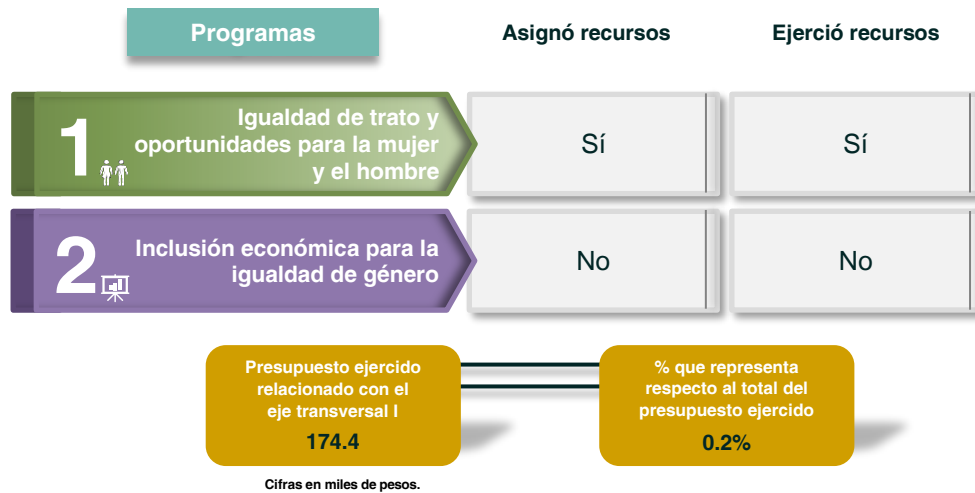 Programas
Asignó recursos
Ejerció recursos
1
Igualdad de trato y
oportunidades para la mujer
y el hombre
Sí
Sí
2
Inclusión económica para la
igualdad de género
No
No
Presupuesto ejercido
relacionado con el
eje transversal I
174.4
% que representa
respecto al total del
presupuesto ejercido
0.2%
Cifras en miles de pesos.